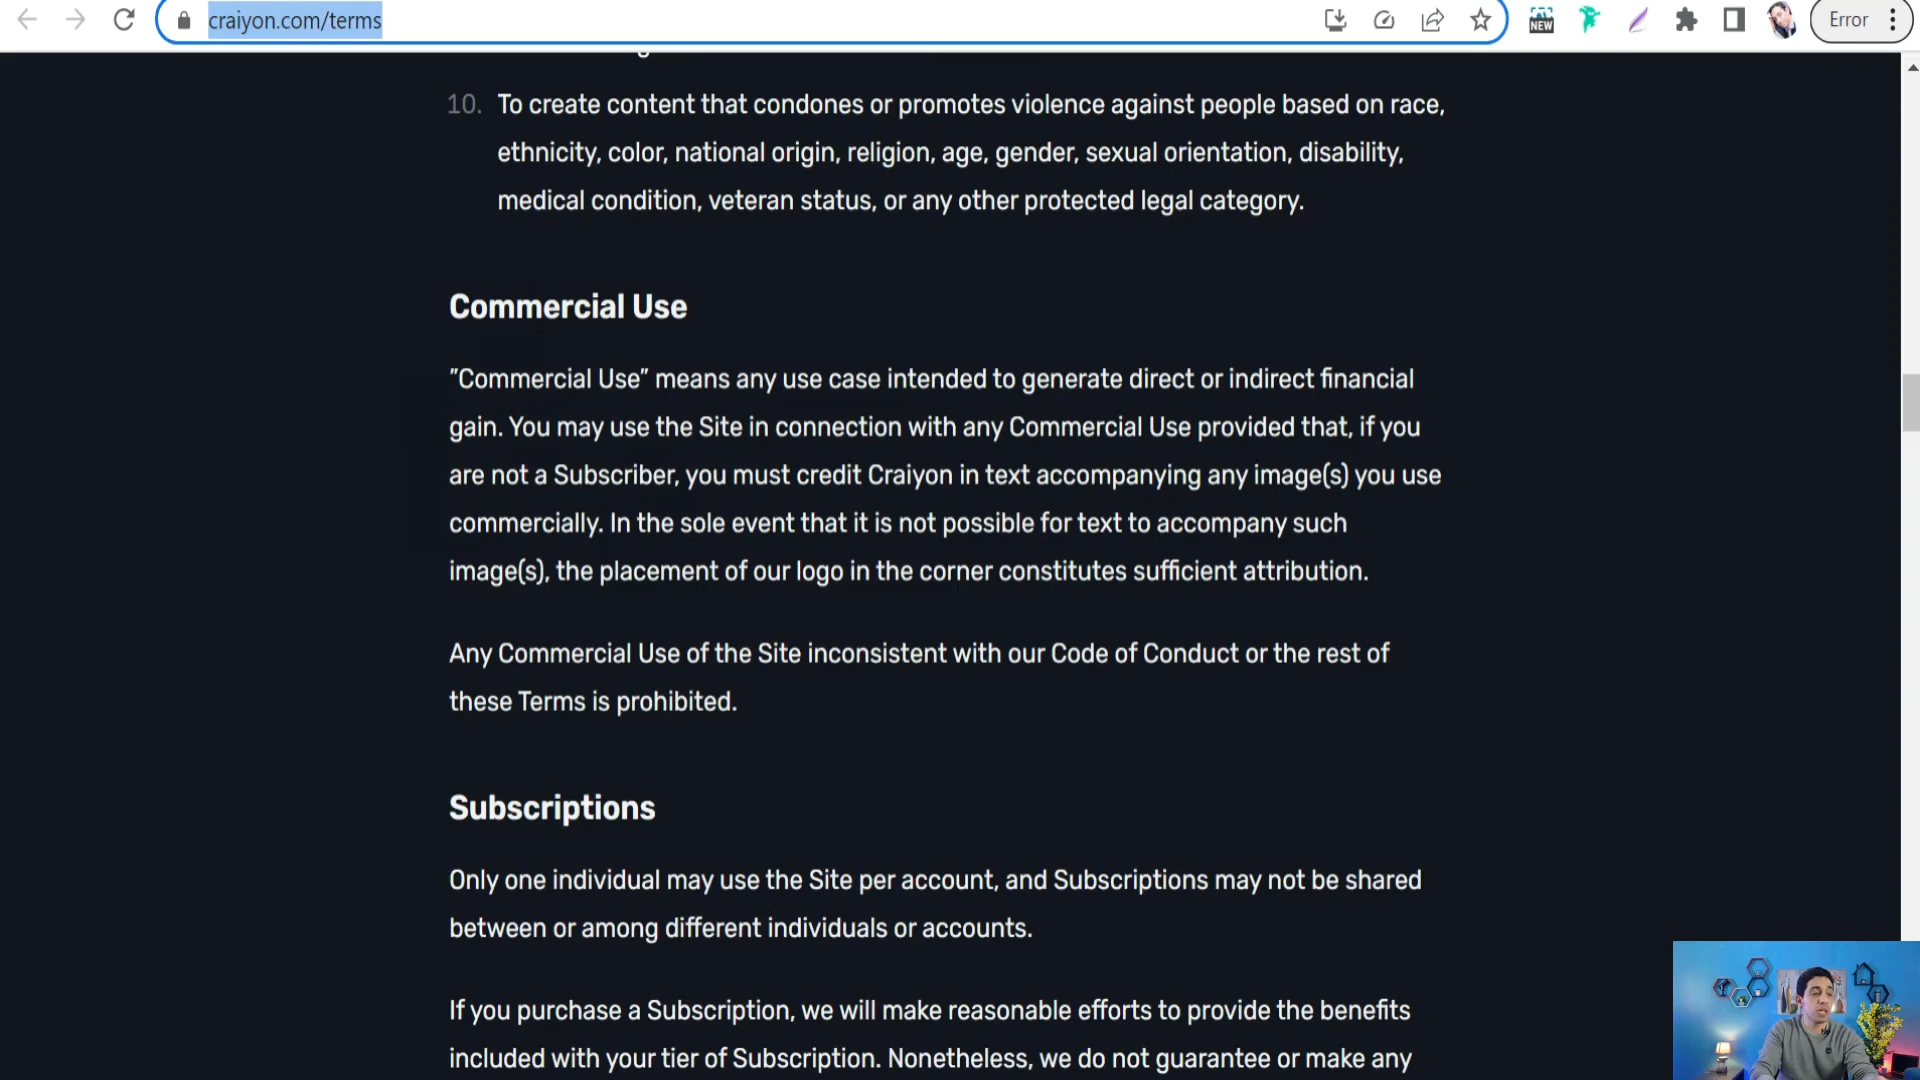 craiyon.com/terms
NEW
Error
10. To create content that condones or promotes violence against people based on race,
ethnicity, color, national origin, religion, age, gender, sexual orientation, disability,
medical condition, veteran status, or any other protected legal category.
Commercial Use
”Commercial Use” means any use case intended to generate direct or indirect financial
gain. You may use the Site in connection with any Commercial Use provided that, if you
are not a Subscriber, you must credit Craiyon in text accompanying any image(s) you use
commercially. In the sole event that it is not possible for text to accompany such
image(s), the placement of our logo in the corner constitutes sufficient attribution.
Any Commercial Use of the Site inconsistent with our Code of Conduct or the rest of
these Terms is prohibited.
Subscriptions
Only one individual may use the Site per account, and Subscriptions may not be shared
between or among different individuals or accounts.
If you purchase a Subscription, we will make reasonable efforts to provide the benefits
included with your tier of Subscription. Nonetheless, we do not guarantee or make any